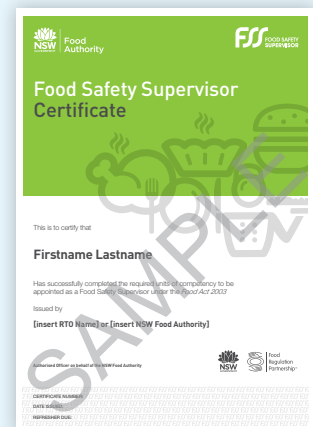 NSW
GOVERNMENT
Food
Authority
FSS FOOD SAFETY
SUPERVISOR
Food Safety Supervisor
Certificate
This is to certify that
Firstname Lastname
Has successfully completed the required units of competency to be
appointed as a Food Safety Supervisor under the Food Act 2003
Issued by
[insert RTO Name] or [insert NSW Food Authority]
Authorised Officer on behalf of the NSW Food Authority
NSW
GOVERNMENT
Food
Regulation
Partnership
CERTIFICATE NUMBER:
DATE ISSUED:
REFRESHER DUE:
SAMPLE